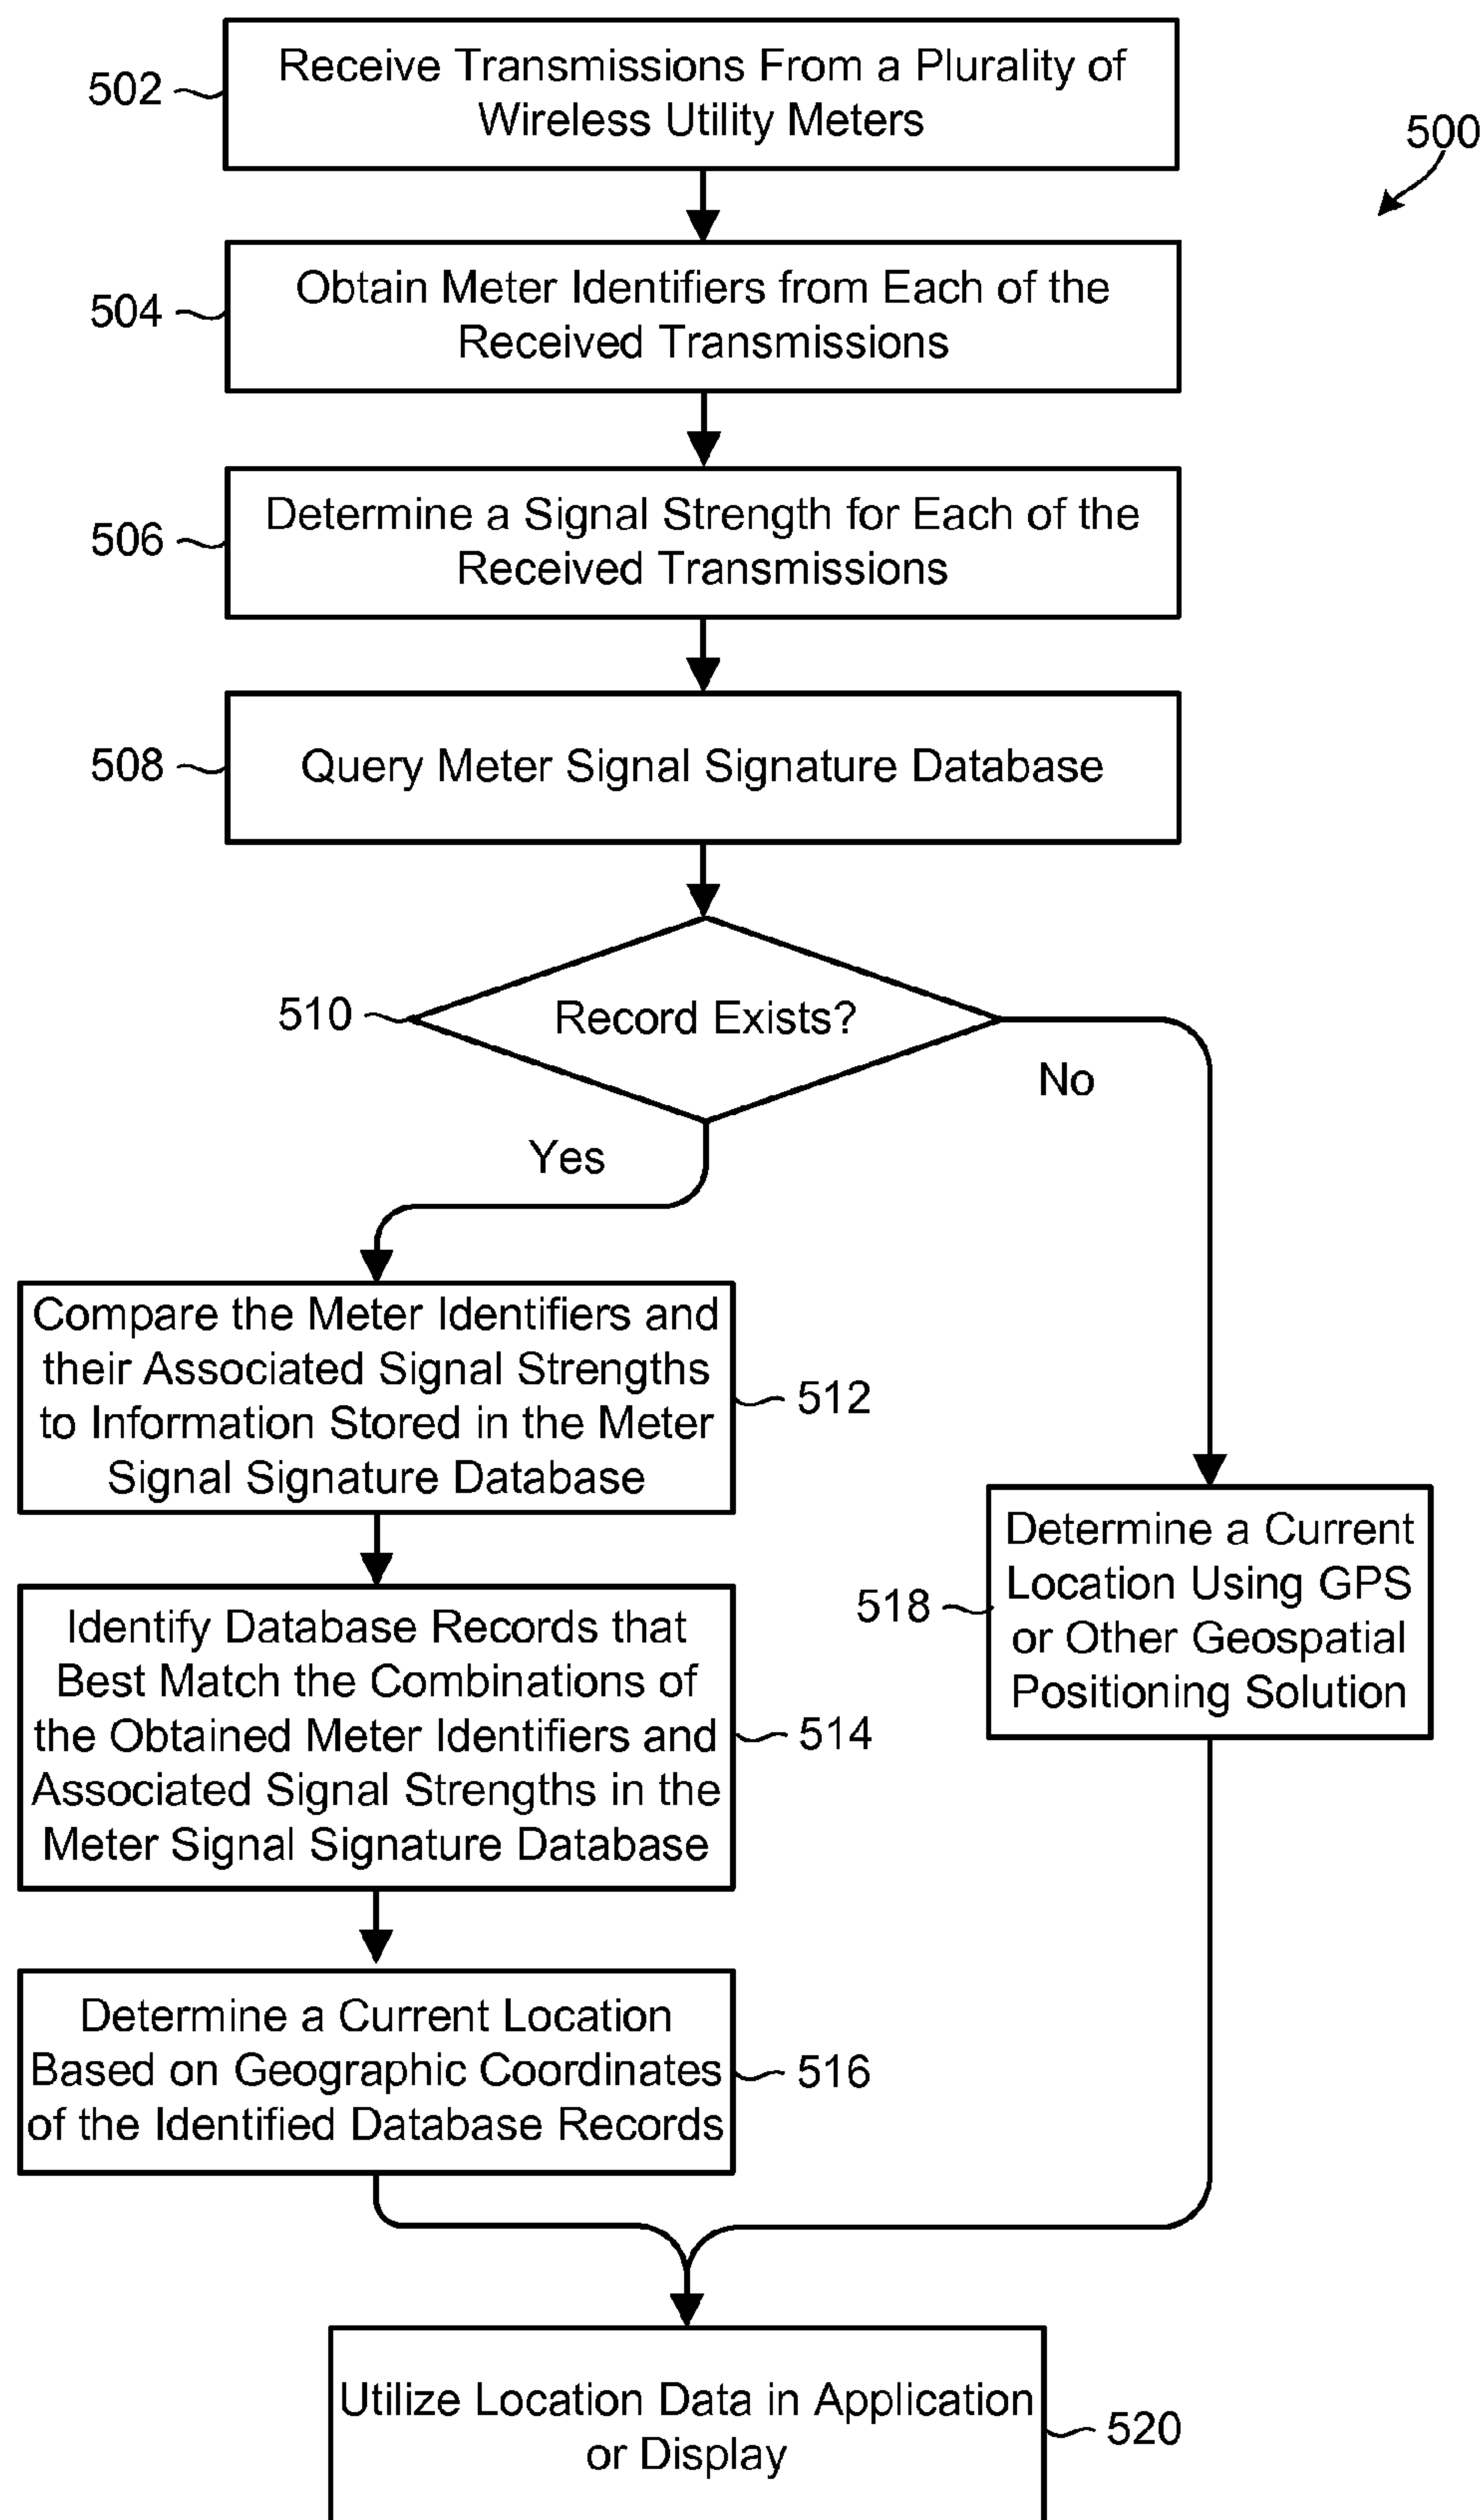 Receive Transmissions From a Plurality of
Wireless Utility Meters
502
500
Obtain Meter Identifiers from Each of the
Received Transmissions
504
Determine a Signal Strength for Each of the
Received Transmissions
506
Query Meter Signal Signature Database
508
Record Exists?
510
No
Yes
Compare the Meter Identifiers and
their Associated Signal Strengths
to Information Stored in the Meter
Signal Signature Database
512
Identify Database Records that
Best Match the Combinations of
the Obtained Meter Identifiers and
Associated Signal Strengths in the
Meter Signal Signature Database
514
Determine a Current
Location Using GPS
or Other Geospatial
Positioning Solution
518
Determine a Current Location
Based on Geographic Coordinates
of the Identified Database Records
516
Utilize Location Data in Application
or Display
520